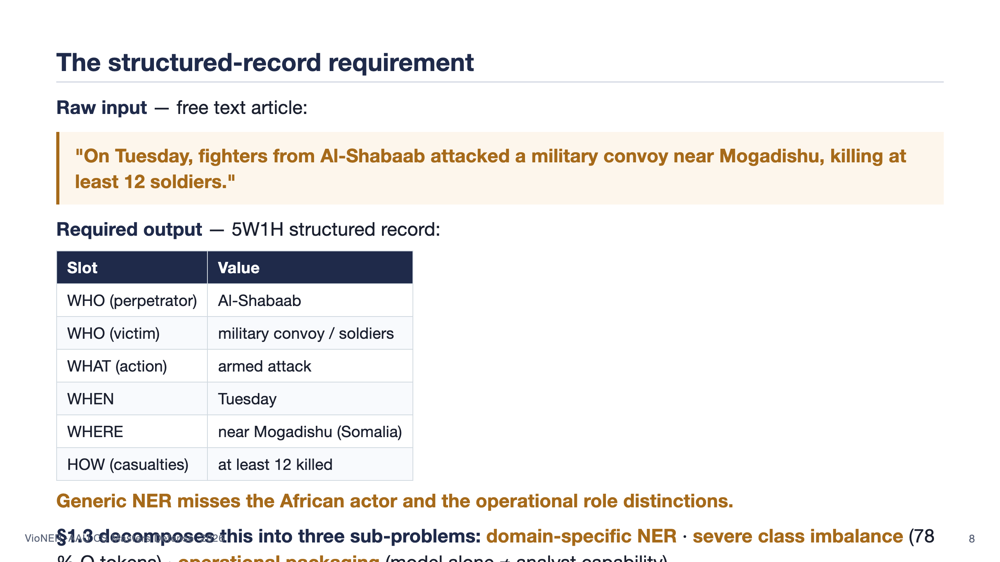 The structured-record requirement
Raw input — free text article:
"On Tuesday, fighters from Al-Shabaab attacked a military convoy near Mogadishu, killing at
least 12 soldiers."
Required output — 5W1H structured record:
Slot Value
WHO (perpetrator) Al-Shabaab
WHO (victim) military convoy / soldiers
WHAT (action) armed attack
WHEN Tuesday
WHERE near Mogadishu (Somalia)
HOW (casualties) at least 12 killed
Generic NER misses the African actor and the operational role distinctions.
§1.3 decomposes this into three sub-problems: domain-specific NER · severe class imbalance (78
% O tokens) · operational packaging (model alone ≠ analyst capability)
VioNER · AAU CS Masters Defense · 2026
8